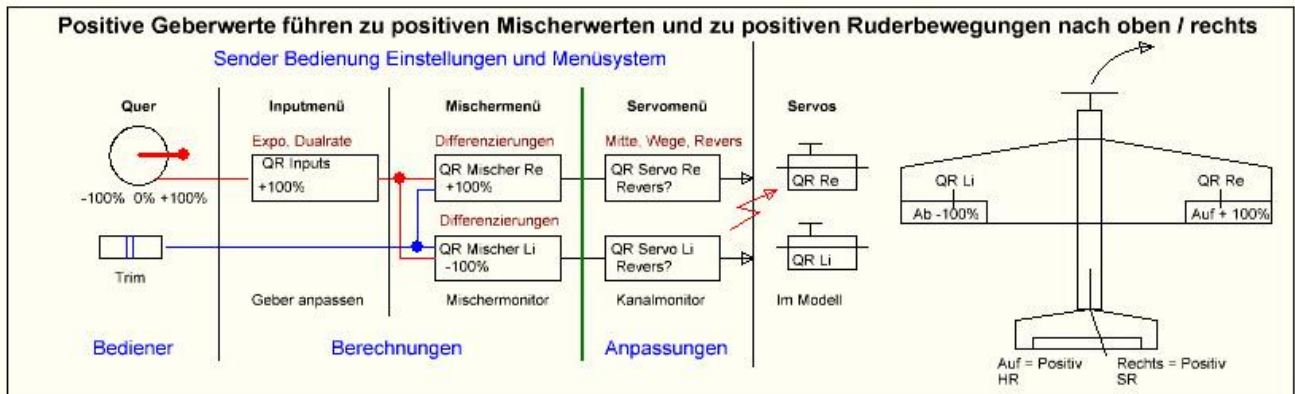 Positive Geberwerte führen zu positiven Mischerwerten und zu positiven Ruderbewegungen nach oben / rechts
Sender Bedienung Einstellungen und Menüsystem
Quer
Inputmenü
Mischermenü
Servomenü
Servos
Expo, Dualrate
Differenzierungen
Mitte, Wege, Revers
QR Inputs
+100%
QR Mischer Re
+100%
QR Servo Re
Revers?
QR Re
-100% 0% +100%
Differenzierungen
QR Mischer Li
-100%
QR Servo Li
Revers?
QR Li
Trim
Geber anpassen
Mischermonitor
Kanalmonitor
Im Modell
Bediener
Berechnungen
Anpassungen
QR Li
Ab -100%
QR Re
Auf + 100%
Auf = Positiv
HR
Rechts = Positiv
SR